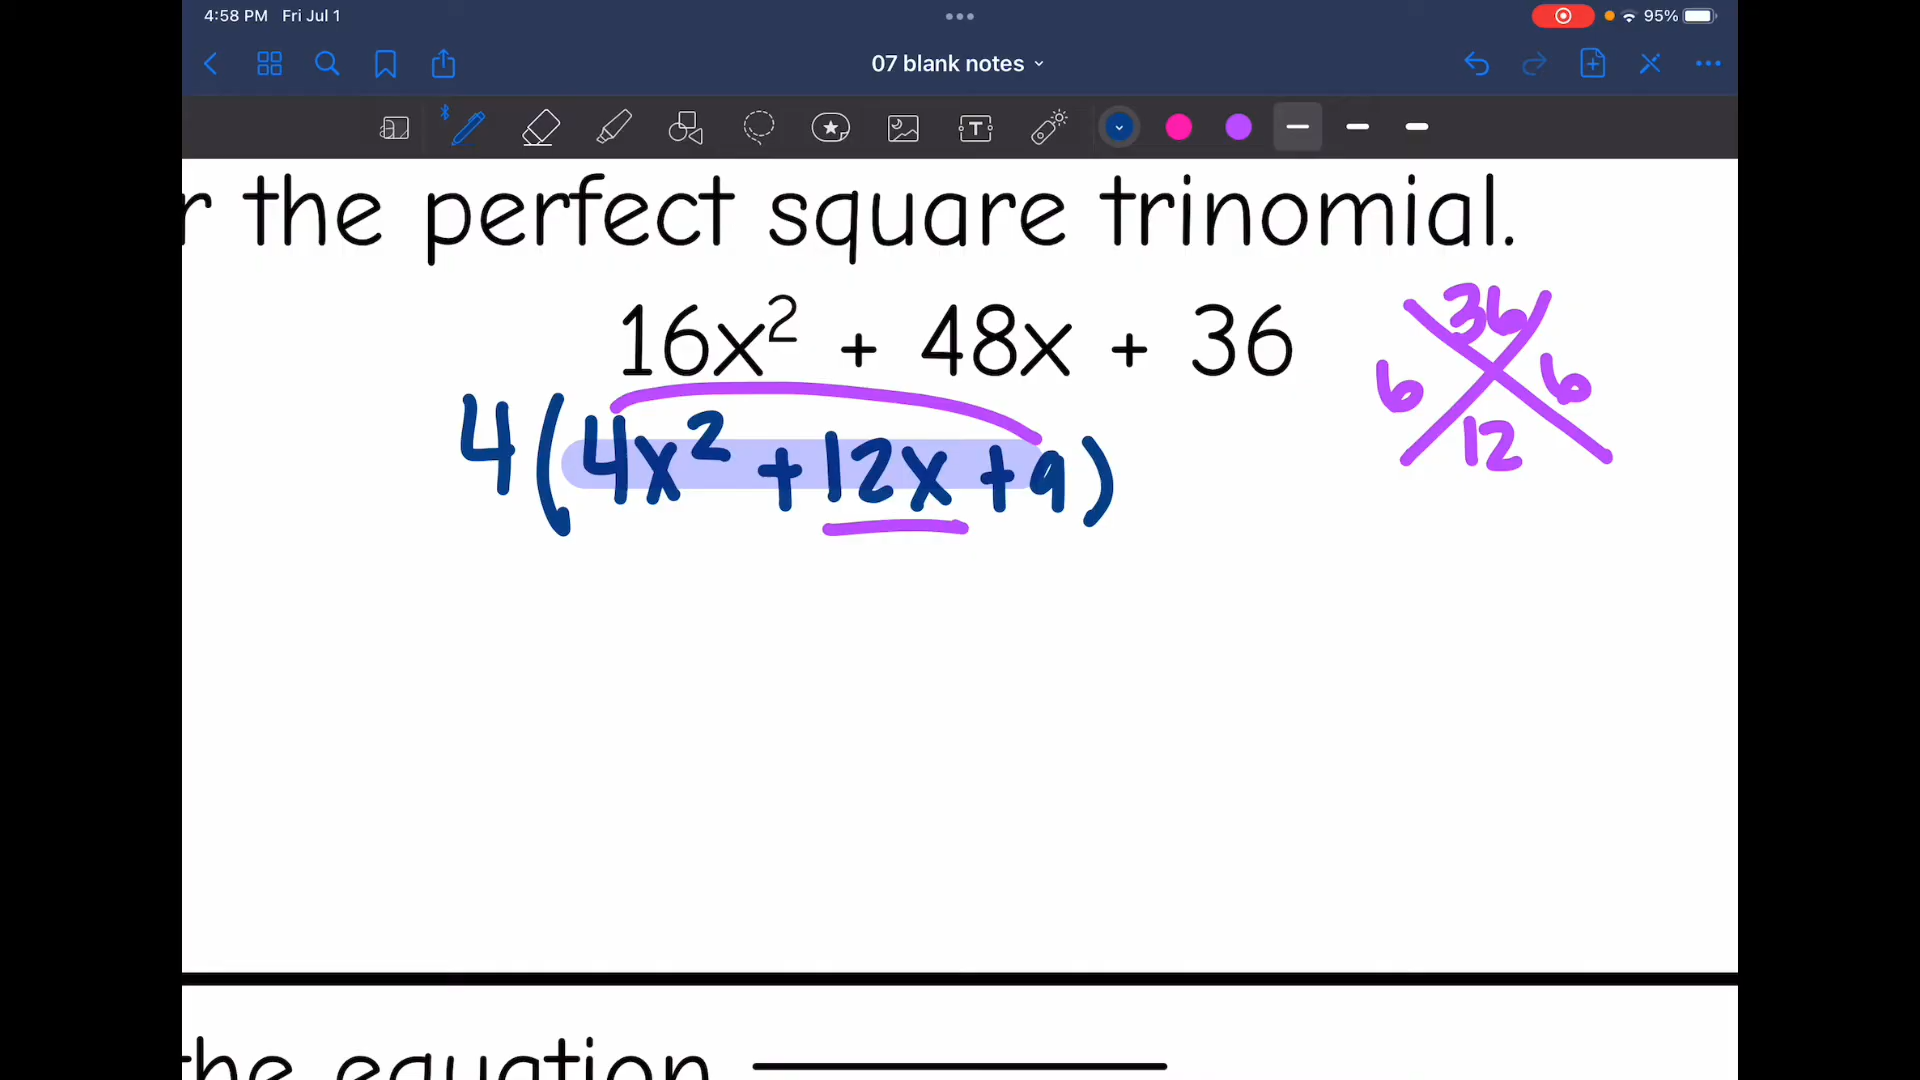 4:58 PM Fri Jul 1
95%
07 blank notes
r the perfect square trinomial.
16x² + 48x + 36
4(4x² + 12x + 9)
36
6 6
12
the equation